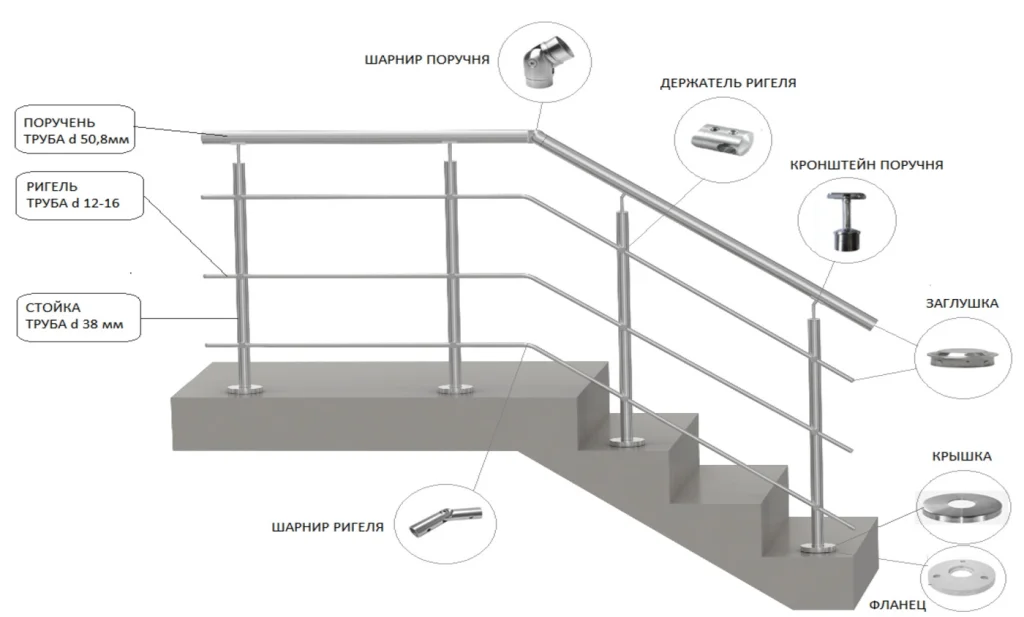 ШАРНИР ПОРУЧНЯ
ДЕРЖАТЕЛЬ РИГЕЛЯ
ПОРУЧЕНЬ
ТРУБА d 50,8мм
КРОНШТЕЙН ПОРУЧНЯ
РИГЕЛЬ
ТРУБА d 12-16
СТОЙКА
ТРУБА d 38 мм
ЗАГЛУШКА
КРЫШКА
ШАРНИР РИГЕЛЯ
ФЛАНЕЦ